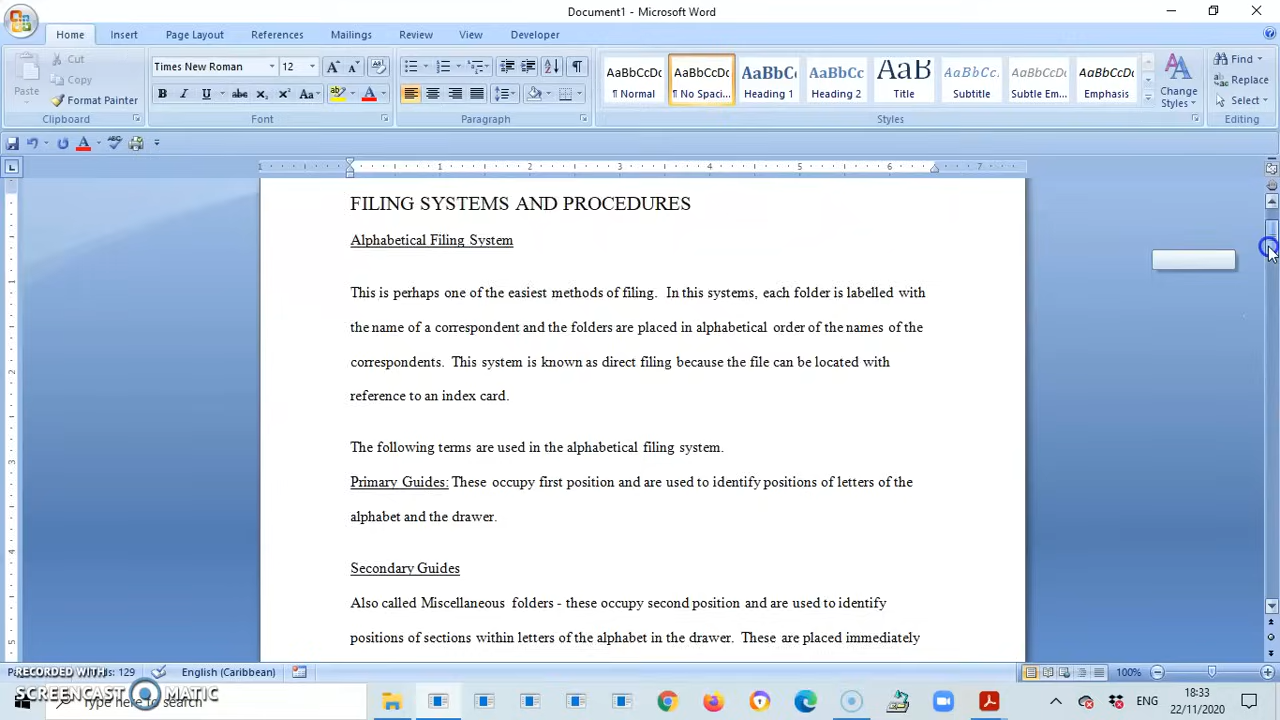 Document1 - Microsoft Word
Home Insert Page Layout References Mailings Review View Developer
Paste
Cut
Copy
Format Painter
Clipboard
Times New Roman 12
Font
Paragraph
AaBbCcDc AaBbCcDc AaBbCc AaBbCc AaB AaBbCcL AaBbCcDc AaBbCcDc
¶ Normal ¶ No Spaci... Heading 1 Heading 2 Title Subtitle Subtle Em... Emphasis
Change Styles
Styles
Find
Replace
Select
Editing
FILING SYSTEMS AND PROCEDURES
Alphabetical Filing System
This is perhaps one of the easiest methods of filing. In this systems, each folder is labelled with
the name of a correspondent and the folders are placed in alphabetical order of the names of the
correspondents. This system is known as direct filing because the file can be located with
reference to an index card.
The following terms are used in the alphabetical filing system.
Primary Guides: These occupy first position and are used to identify positions of letters of the
alphabet and the drawer.
Secondary Guides
Also called Miscellaneous folders - these occupy second position and are used to identify
positions of sections within letters of the alphabet in the drawer. These are placed immediately
129 English (Caribbean) 100%
RECORDED WITH
SCREENCAST MATIC
Type here to search
ENG
18:33
22/11/2020